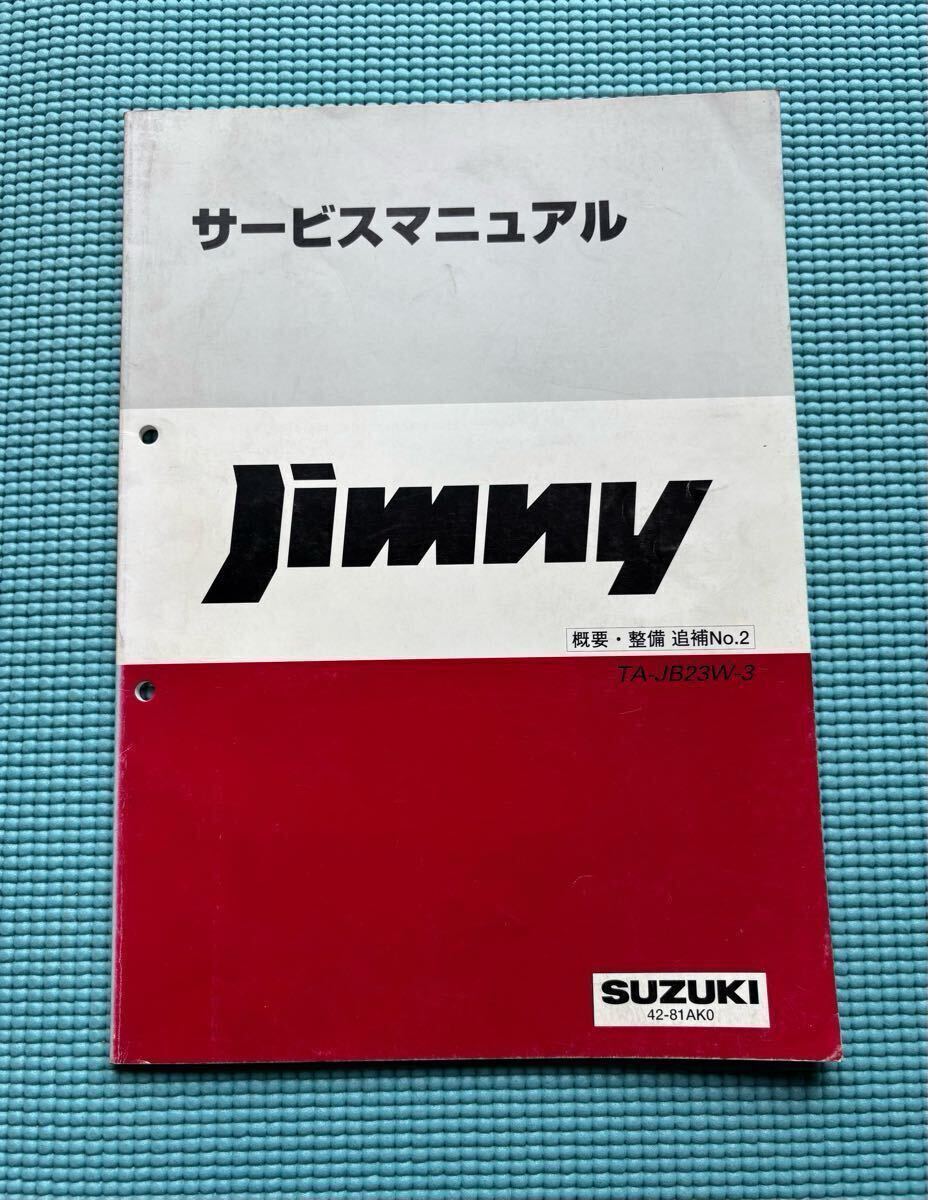 サービスマニュアル
Jimny
概要・整備 追補No.2
TA-JB23W-3
SUZUKI
42-81AK0